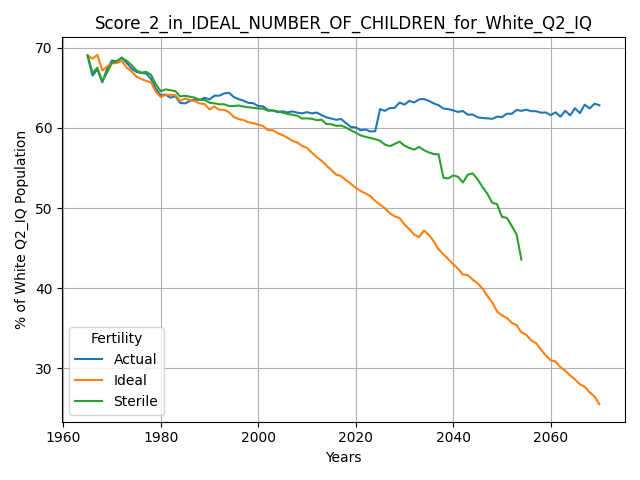 Score_2_in_IDEAL_NUMBER_OF_CHILDREN_for_White_Q2_IQ
% of White Q2_IQ Population
70
60
50
40
30
Fertility
Actual
Ideal
Sterile
1960 1980 2000 2020 2040 2060
Years